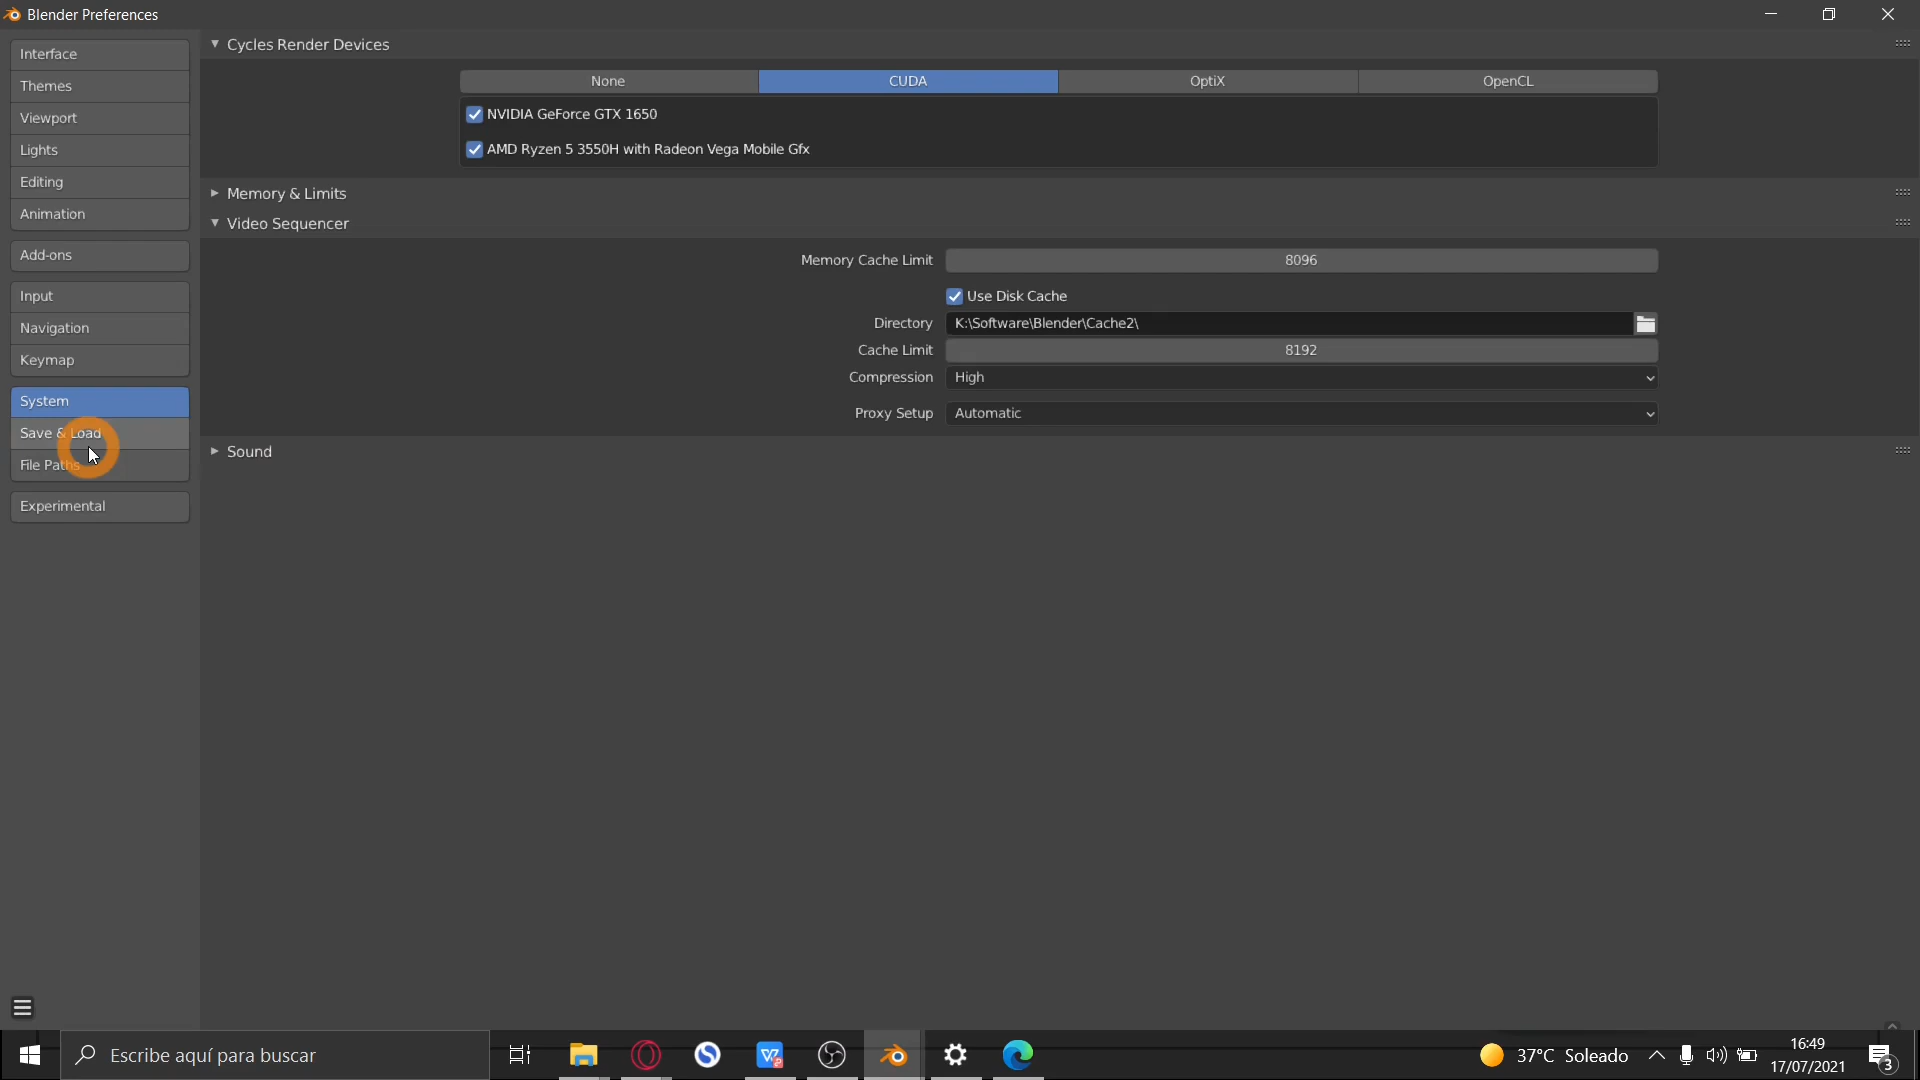 Blender Preferences
Interface
Themes
Viewport
Lights
Editing
Animation
Add-ons
Input
Navigation
Keymap
System
Save & Load
File Paths
Experimental
Cycles Render Devices
None CUDA OptiX OpenCL
NVIDIA GeForce GTX 1650
AMD Ryzen 5 3550H with Radeon Vega Mobile Gfx
Memory & Limits
Video Sequencer
Memory Cache Limit 8096
Use Disk Cache
Directory K:\Software\Blender\Cache2\
Cache Limit 8192
Compression High
Proxy Setup Automatic
Sound
Escribe aquí para buscar
37°C Soleado
16:49
17/07/2021
3